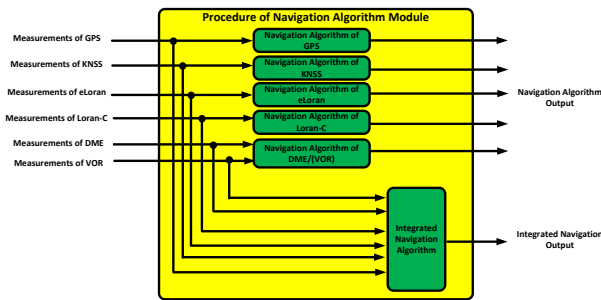 Procedure of Navigation Algorithm Module
Measurements of GPS
Navigation Algorithm of
GPS
Measurements of KNSS
Navigation Algorithm of
KNSS
Measurements of eLoran
Navigation Algorithm of
eLoran
Navigation Algorithm
Output
Measurements of Loran-C
Navigation Algorithm of
Loran-C
Measurements of DME
Navigation Algorithm of
DME/(VOR)
Measurements of VOR
Integrated
Navigation
Algorithm
Integrated Navigation
Output